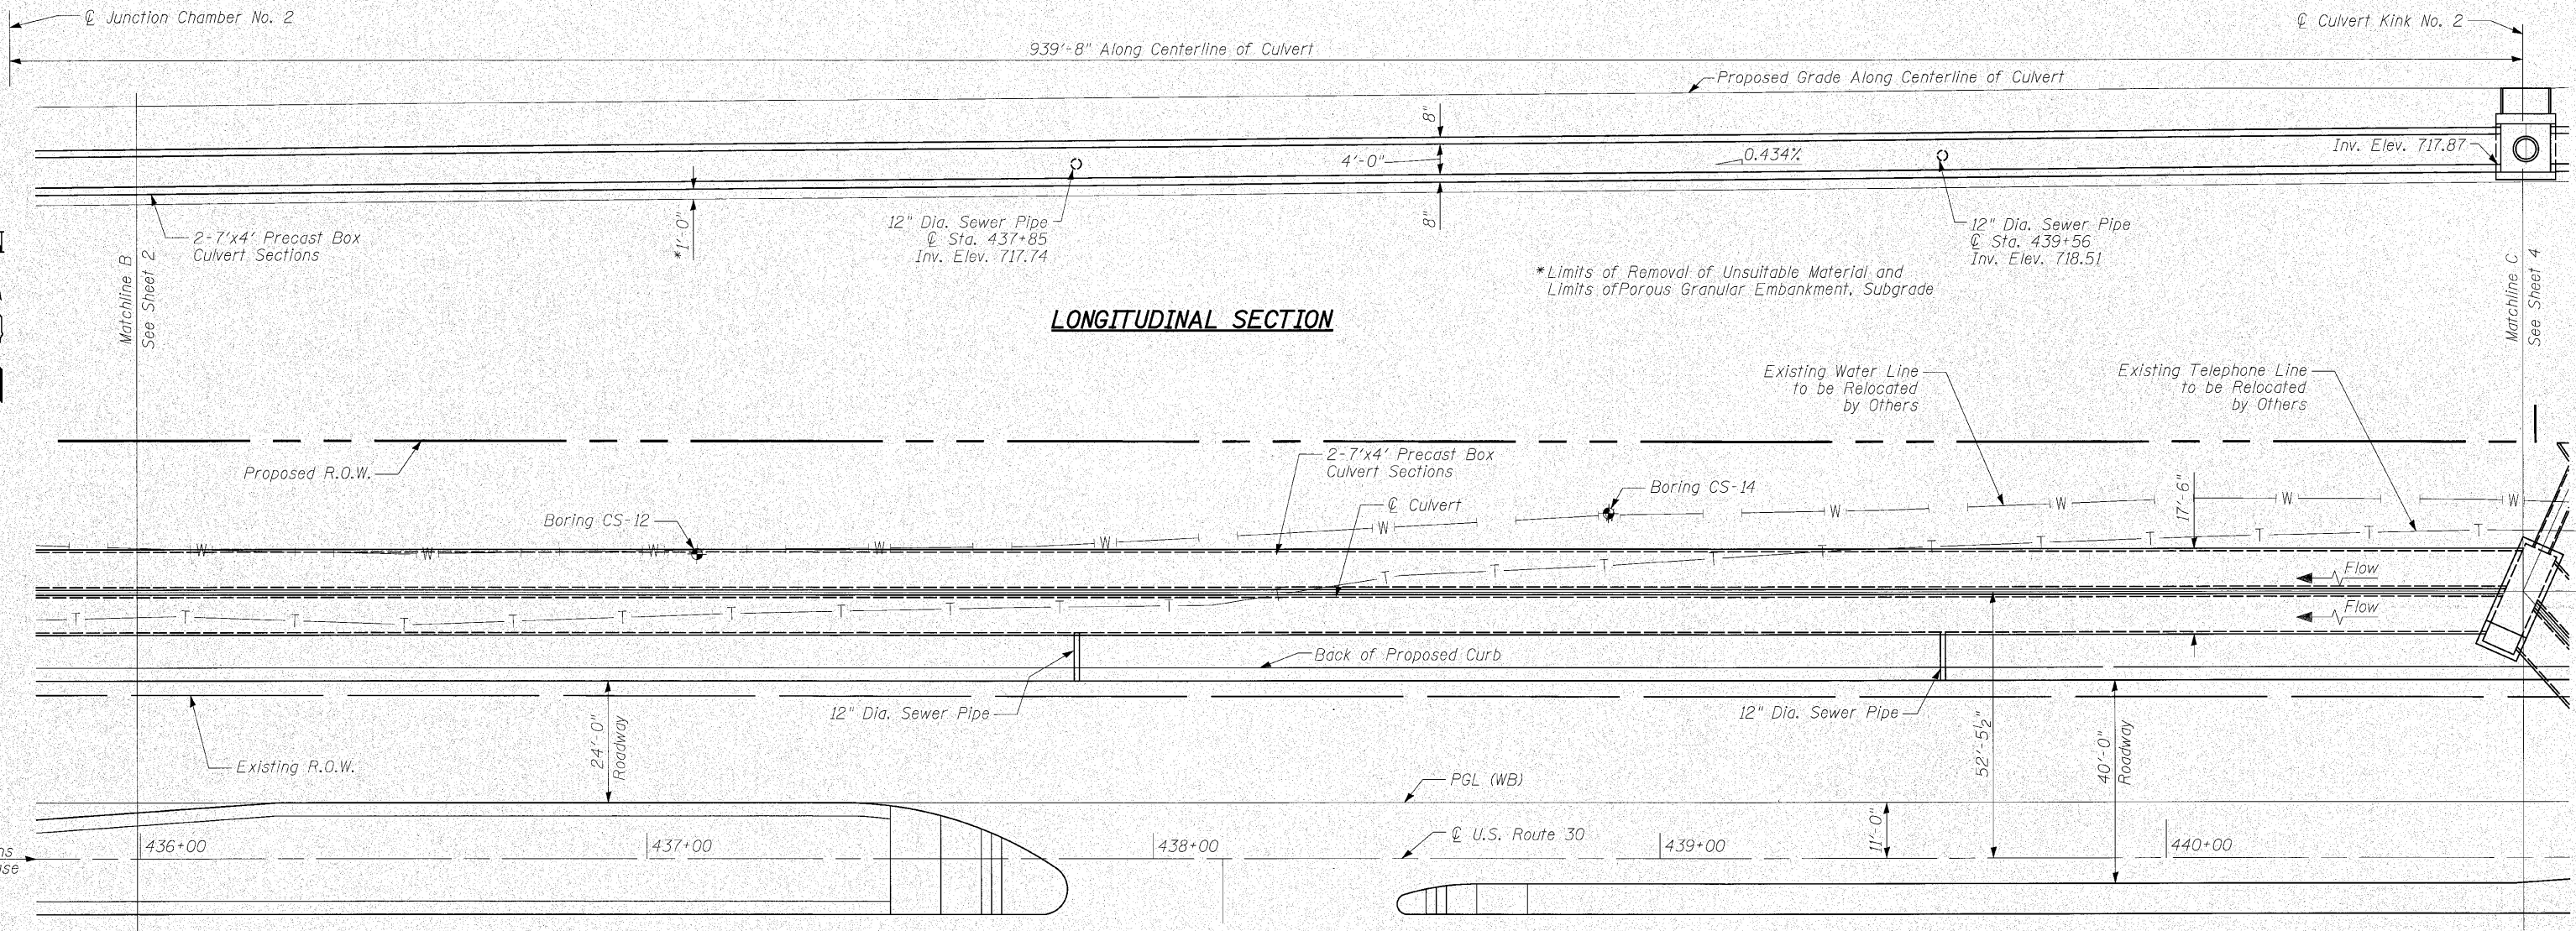 ℄ Junction Chamber No. 2
℄ Culvert Kink No. 2
939'-8" Along Centerline of Culvert
Proposed Grade Along Centerline of Culvert
8"
4'-0"
0.434%
Inv. Elev. 717.87
8"
*1'-0"
2-7'x4' Precast Box
Culvert Sections
12" Dia. Sewer Pipe
℄ Sta. 437+85
Inv. Elev. 717.74
12" Dia. Sewer Pipe
℄ Sta. 439+56
Inv. Elev. 718.51
Matchline B
See Sheet 2
Matchline C
See Sheet 4
*Limits of Removal of Unsuitable Material and
Limits ofPorous Granular Embankment, Subgrade
LONGITUDINAL SECTION
Existing Water Line
to be Relocated
by Others
Existing Telephone Line
to be Relocated
by Others
Proposed R.O.W.
2-7'x4' Precast Box
Culvert Sections
Boring CS-14
℄ Culvert
Boring CS-12
17'-6"
W W W W W W W W W W
T T T T T T T T T T T T T T T T T T T T T T T
Flow
Flow
Back of Proposed Curb
12" Dia. Sewer Pipe
12" Dia. Sewer Pipe
24'-0"
Roadway
Existing R.O.W.
52'-5½"
40'-0"
Roadway
PGL (WB)
11'-0"
℄ U.S. Route 30
436+00
437+00
438+00
439+00
440+00